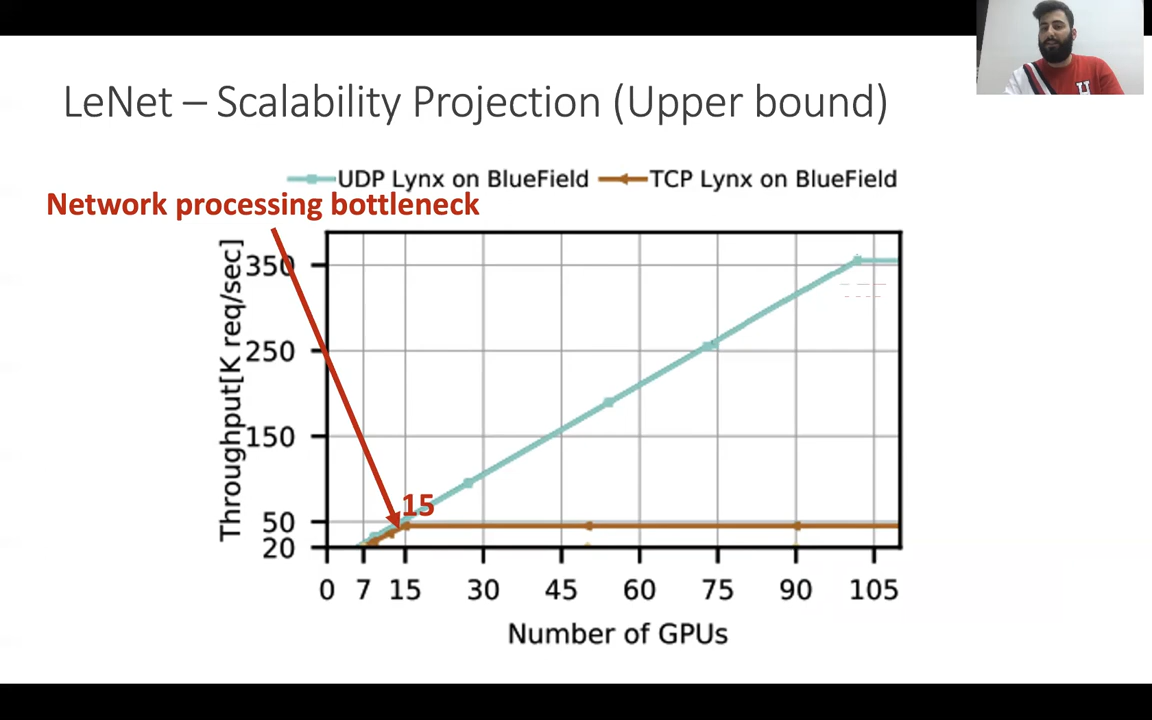 LeNet – Scalability Projection (Upper bound)
UDP Lynx on BlueField
TCP Lynx on BlueField
Network processing bottleneck
Throughput[K req/sec]
350
250
150
50
20
15
0 7 15 30 45 60 75 90 105
Number of GPUs
H